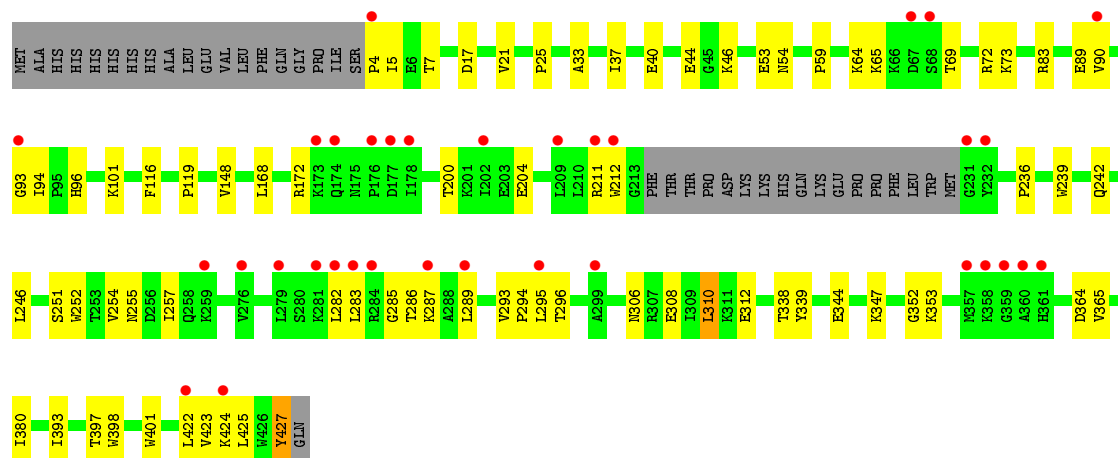 MET ALA HIS HIS HIS HIS HIS HIS ALA LEU GLU VAL LEU PHE GLN GLY PRO ILE SER P4 I5 E6 T7 D17 V21 P25 A33 I37 E40 E44 G45 K46 E53 N54 P59 K64 K65 K66 D67 S68 T69 R72 K73 R83 E89 V90
G93 I94 P95 H96 K101 F116 P119 V148 L168 R172 K173 Q174 N175 P176 D177 I178 T200 K201 I202 E203 E204 L209 L210 R211 W212 G213 PHE THR THR PRO ASP LYS LYS HIS GLN LYS GLU PRO PRO PHE LEU TRP MET G231 Y232 P236 W239 Q242
L246 S251 W252 T253 V254 N255 D256 I257 Q258 K259 V276 L279 S280 K281 L282 L283 R284 G285 T286 K287 A288 L289 V293 P294 L295 T296 A299 N306 R307 E308 I309 L310 K311 E312 T338 Y339 E344 K347 G352 K353 M357 K358 G359 A360 H361 D364 V365
I380 I393 T397 W398 W401 L422 V423 K424 L425 W426 Y427 GLN